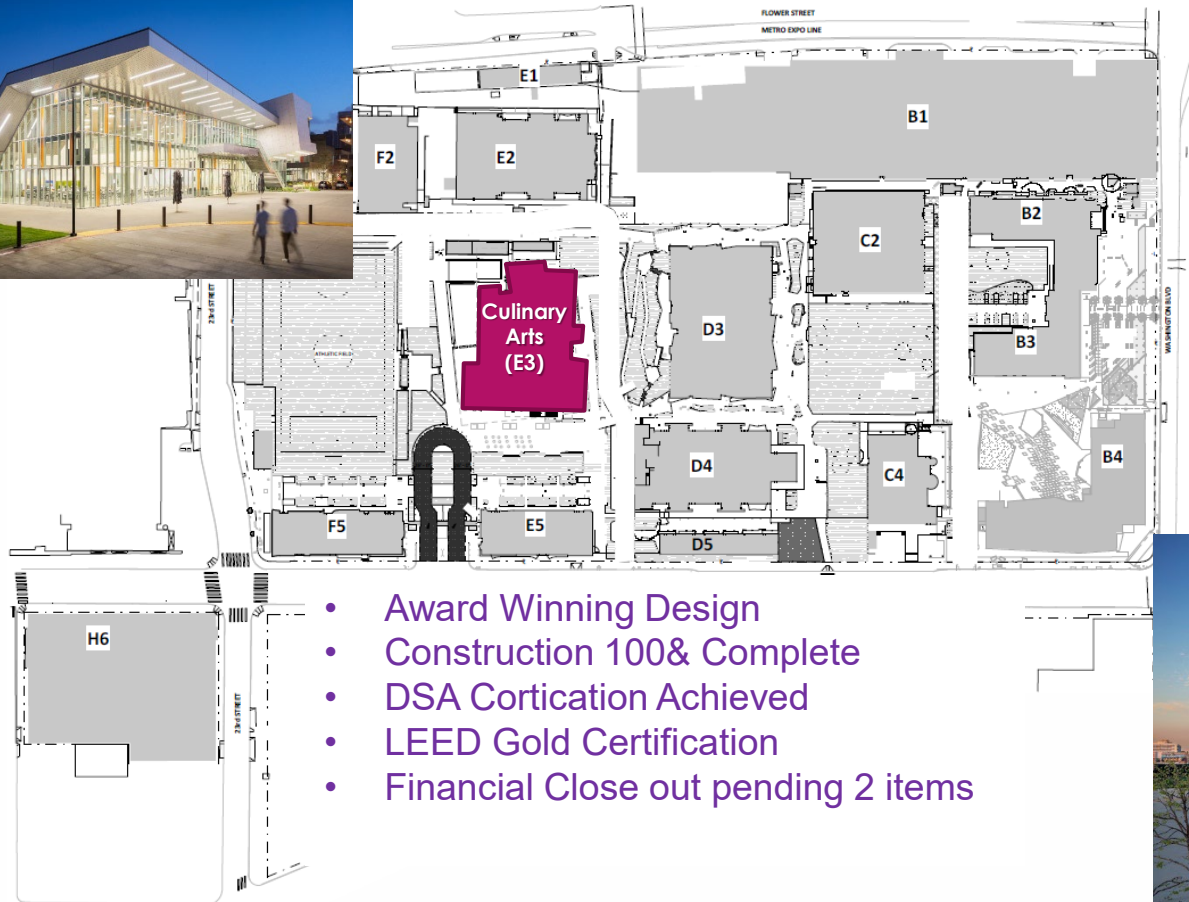 FLOWER STREET
METRO EXPO LINE
E1
B1
F2
E2
B2
C2
23rd STREET
WASHINGTON BLVD
Culinary
Arts
(E3)
D3
B3
ATHLETIC FIELD
D4
C4
B4
F5
E5
D5
H6
23rd STREET
• Award Winning Design
• Construction 100& Complete
• DSA Cortication Achieved
• LEED Gold Certification
• Financial Close out pending 2 items